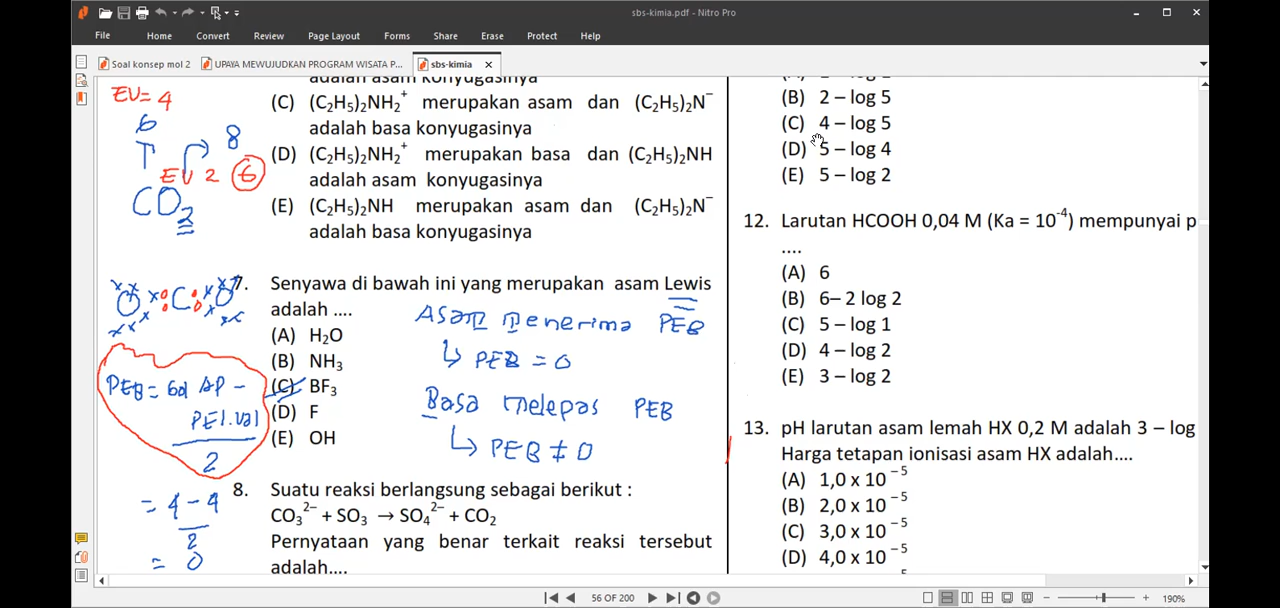 sbs-kimia.pdf - Nitro Pro
File Home Convert Review Page Layout Forms Share Erase Protect Help
Soal konsep mol 2 UPAYA MEWUJUDKAN PROGRAM WISATA P... sbs-kimia
adalah asam konyugasinya
(C) (C2H5)2NH2+ merupakan asam dan (C2H5)2N−
adalah basa konyugasinya
(D) (C2H5)2NH2+ merupakan basa dan (C2H5)2NH
adalah asam konyugasinya
(E) (C2H5)2NH merupakan asam dan (C2H5)2N−
adalah basa konyugasinya
EV = 4
6
8
EV 2 6
CO2
7. Senyawa di bawah ini yang merupakan asam Lewis
adalah ....
(A) H2O
(B) NH3
(C) BF3
(D) F
(E) OH
O C O
Asam menerima PEB
↳ PEB = 0
Basa melepas PEB
↳ PEB ≠ 0
PEB = Gol AP -
PEI.val
2
= 4 - 4
2
= 0
8. Suatu reaksi berlangsung sebagai berikut :
CO3 2− + SO3 → SO4 2− + CO2
Pernyataan yang benar terkait reaksi tersebut
adalah....
(B) 2 – log 5
(C) 4 – log 5
(D) 5 – log 4
(E) 5 – log 2
12. Larutan HCOOH 0,04 M (Ka = 10-4) mempunyai p
....
(A) 6
(B) 6– 2 log 2
(C) 5 – log 1
(D) 4 – log 2
(E) 3 – log 2
13. pH larutan asam lemah HX 0,2 M adalah 3 – log
Harga tetapan ionisasi asam HX adalah....
(A) 1,0 x 10 −5
(B) 2,0 x 10 −5
(C) 3,0 x 10 −5
(D) 4,0 x 10 −5
56 OF 200
190%